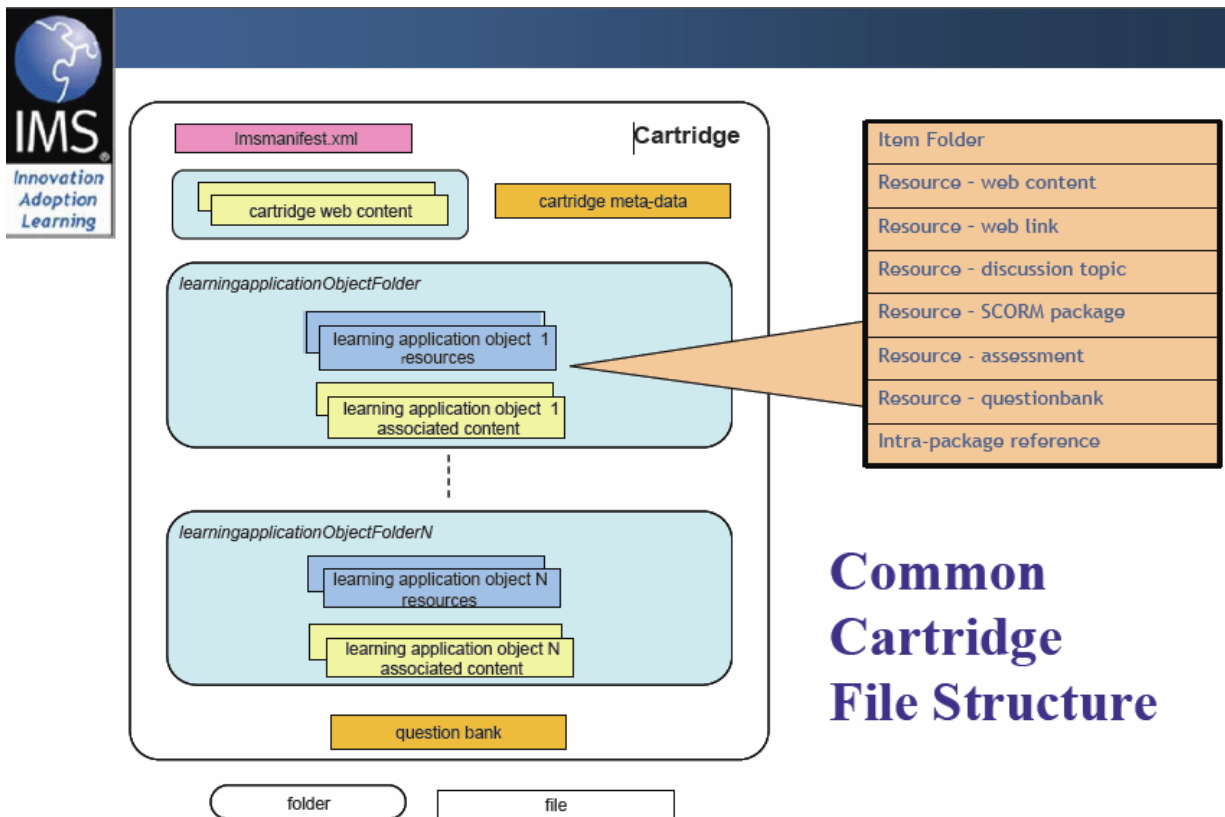 IMS®
Innovation
Adoption
Learning
Imsmanifest.xml
Cartridge
cartridge web content
cartridge meta-data
learningapplicationObjectFolder
learning application object 1
resources
learning application object 1
associated content
learningapplicationObjectFolderN
learning application object N
resources
learning application object N
associated content
question bank
folder
file
Item Folder
Resource - web content
Resource - web link
Resource - discussion topic
Resource - SCORM package
Resource - assessment
Resource - questionbank
Intra-package reference
Common
Cartridge
File Structure